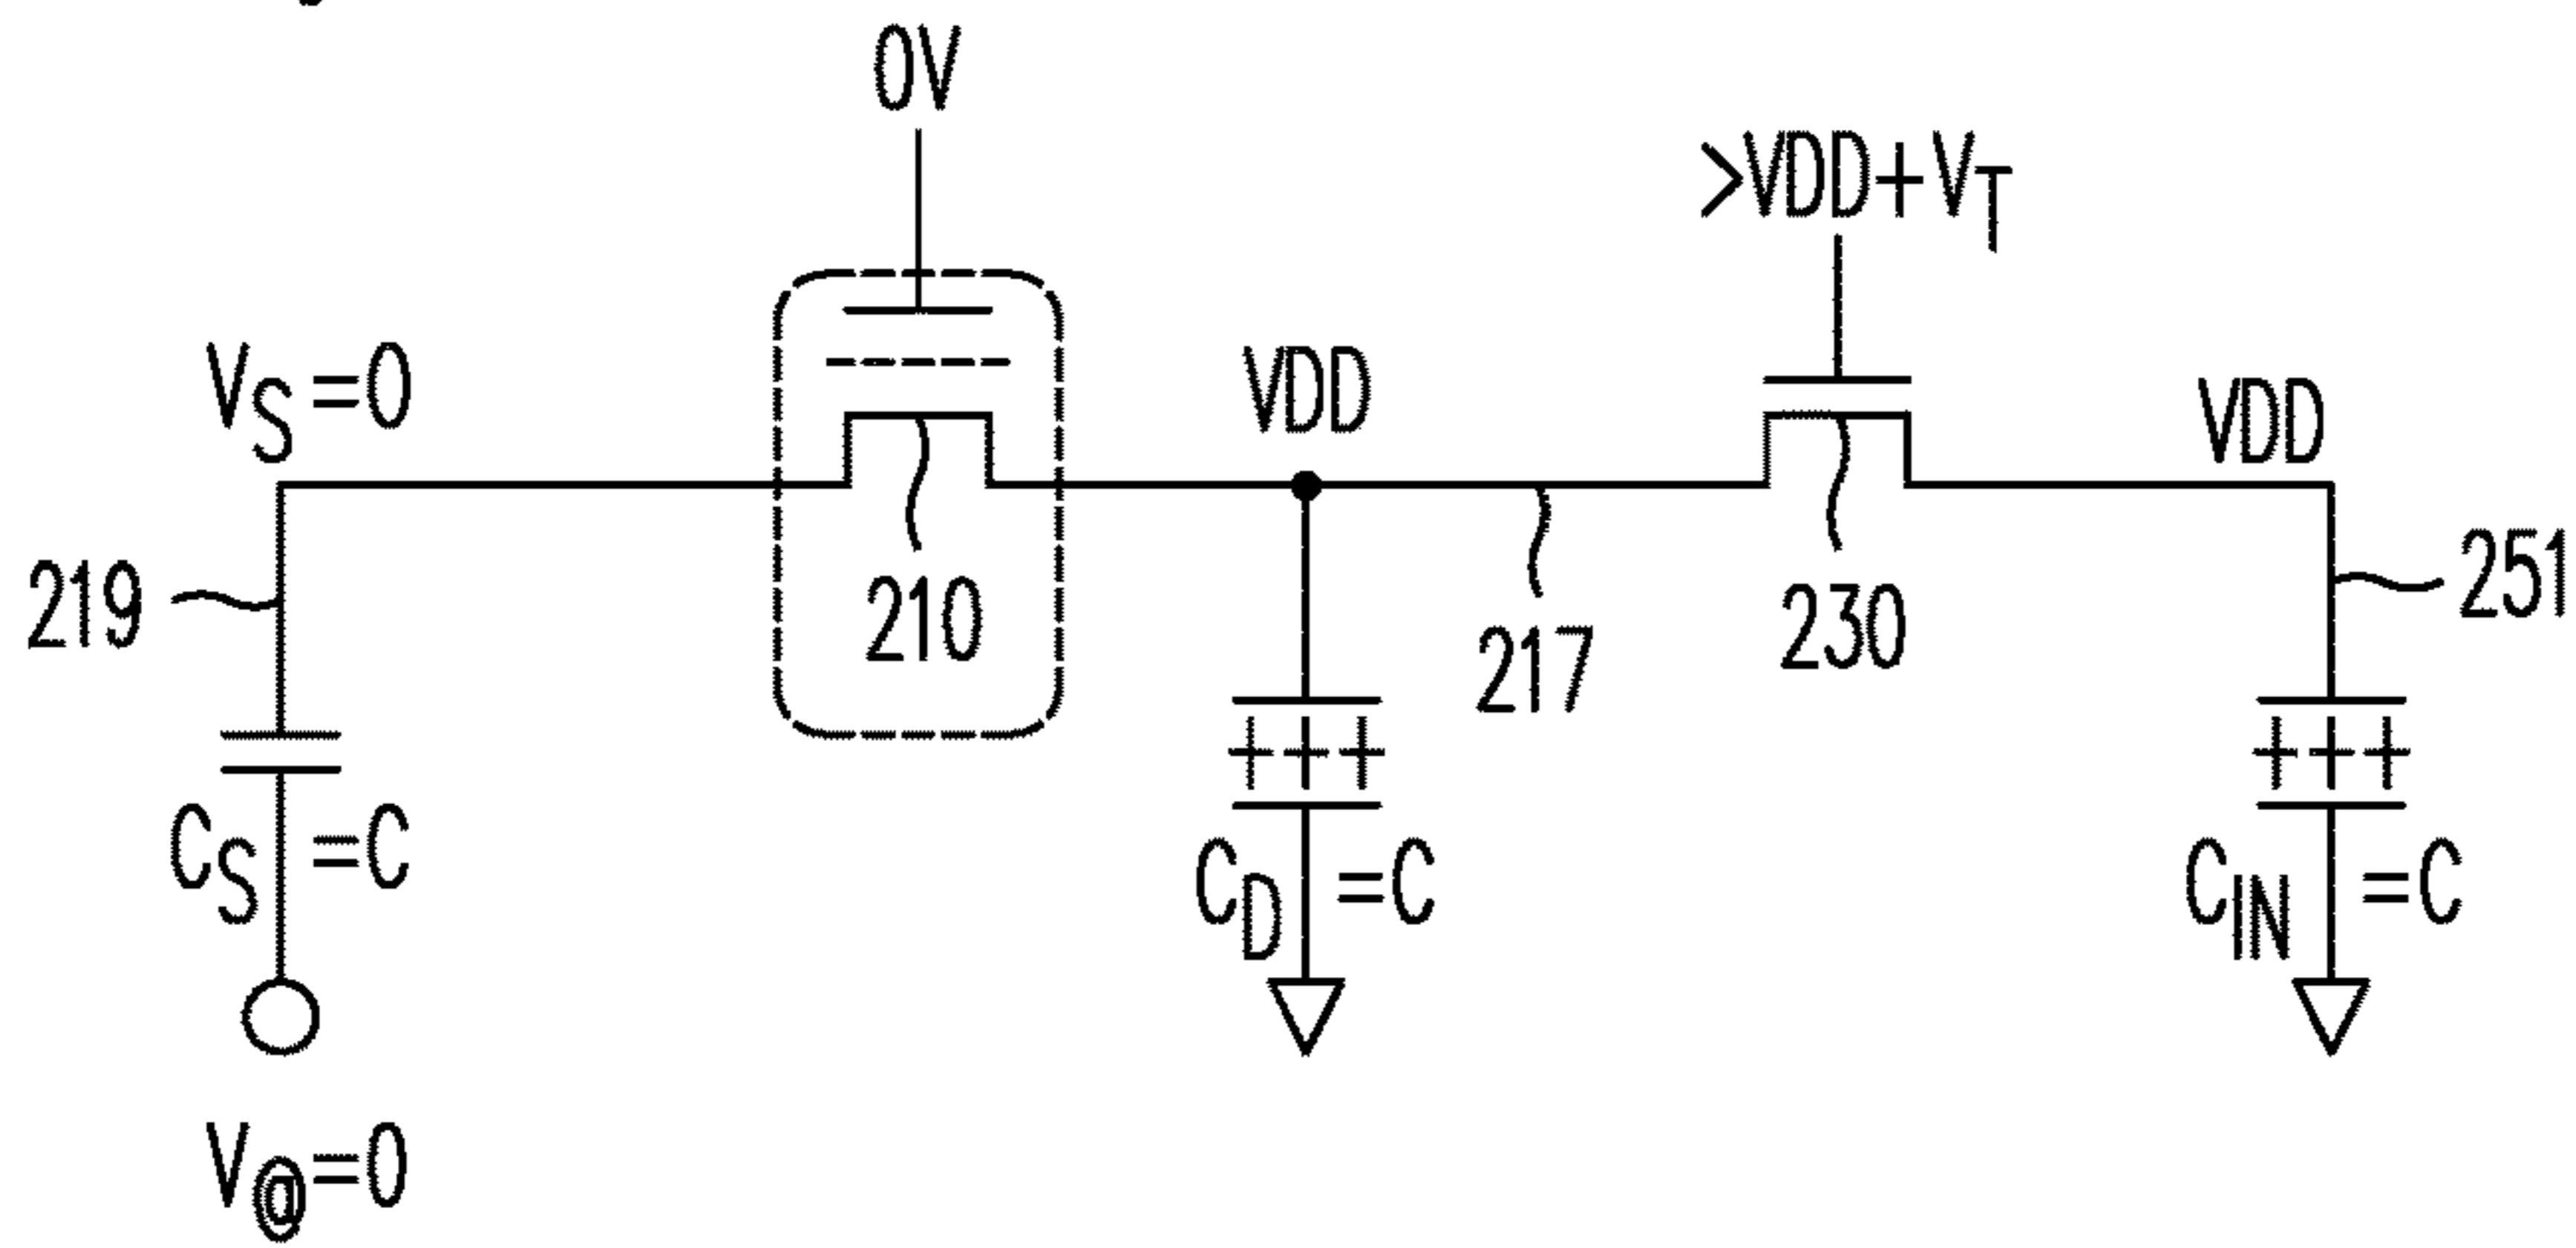 0V
>VDD+VT
VS=0
VDD
VDD
219
210
217
230
251
CS=C
CD=C
CIN=C
V@=0